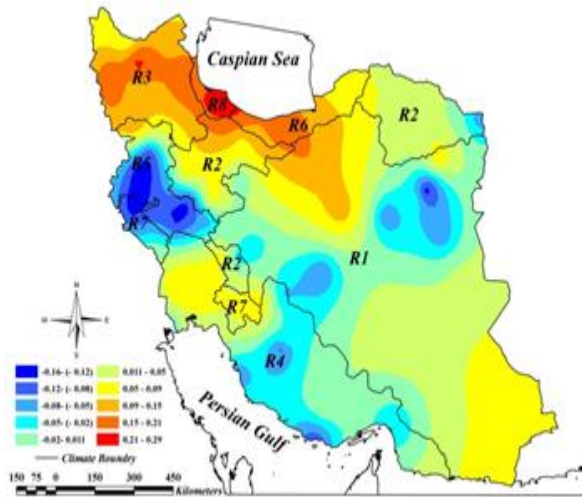 Caspian Sea
R3
R8
R6
R2
R2
R5
R7
R1
R2
R7
R4
Persian Gulf
N
S
-0.16- (- 0.12)
-0.12- (- 0.08)
-0.08- (- 0.05)
-0.05- (- 0.02)
-0.02- 0.011
0.011 - 0.05
0.05 - 0.09
0.09 - 0.15
0.15 - 0.21
0.21 - 0.29
Climate Boundry
150 75 0 150 300 450
Kilometers